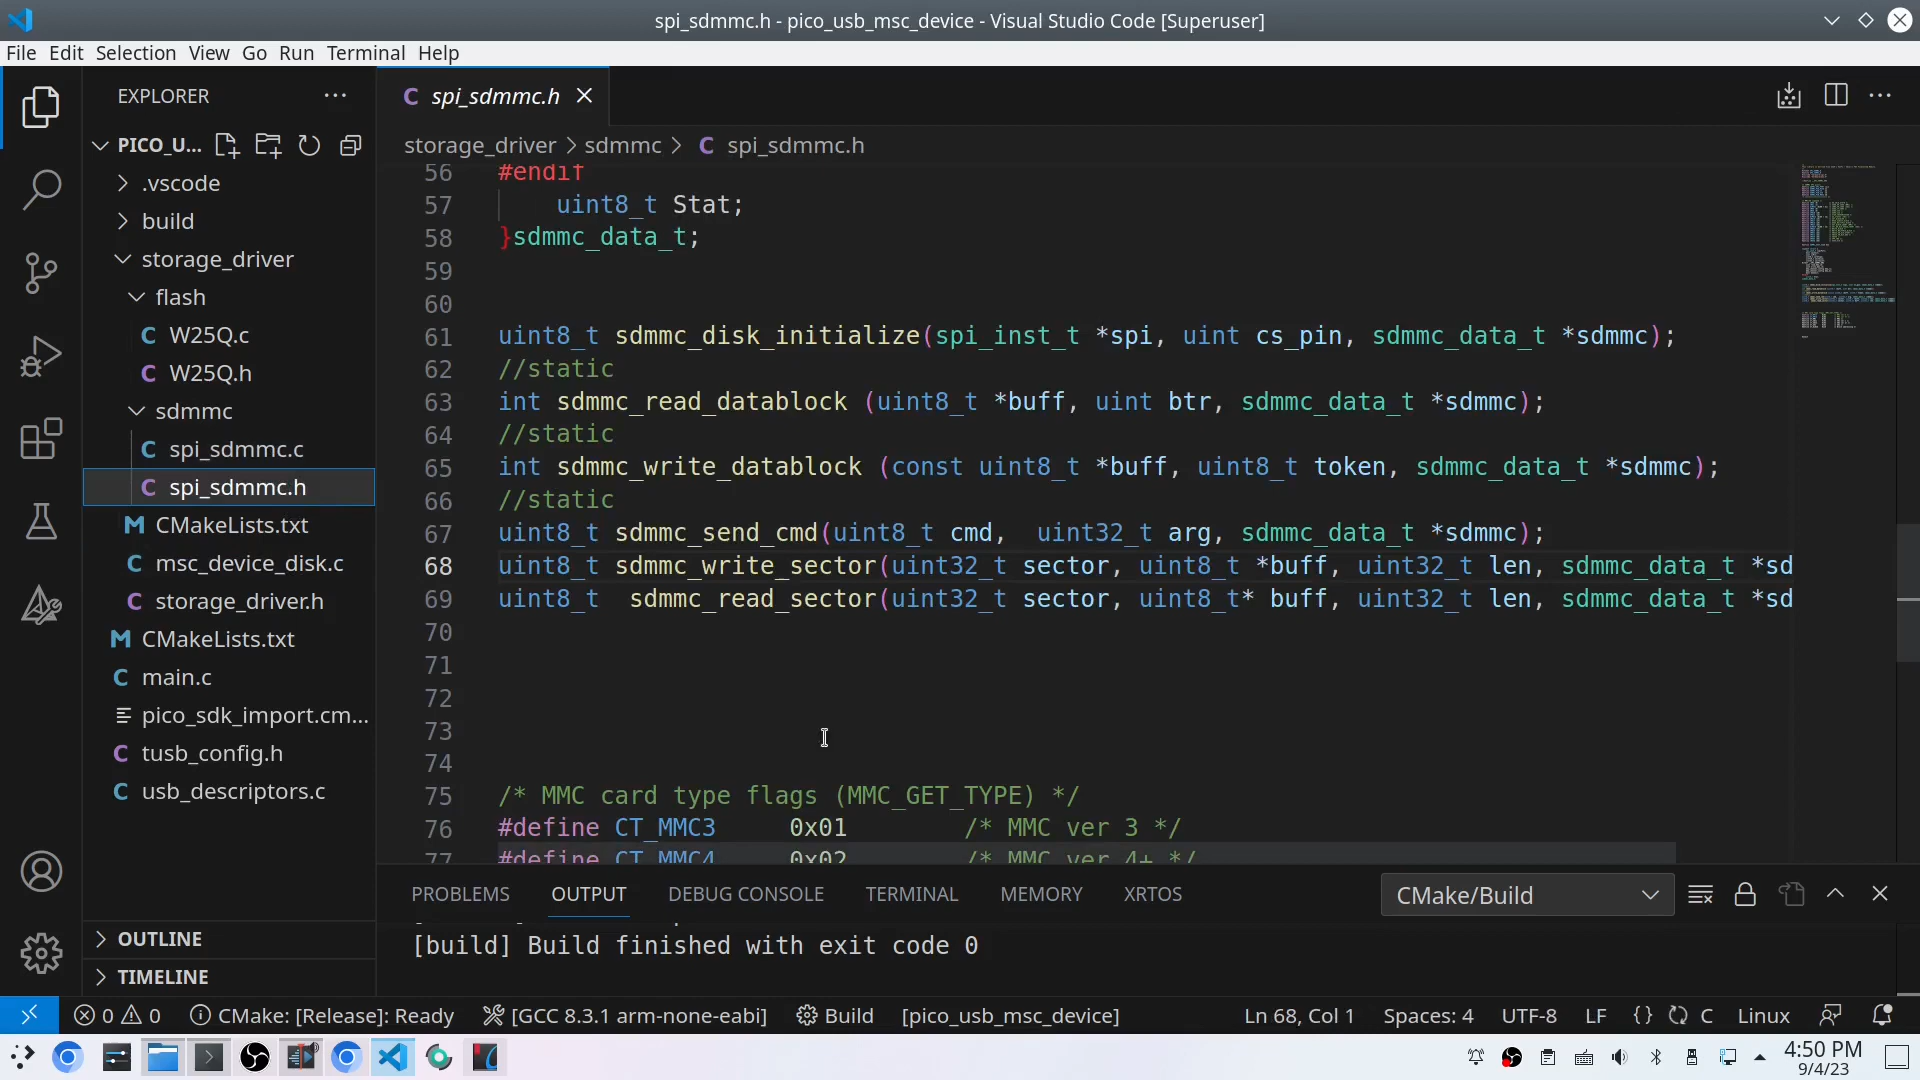 spi_sdmmc.h - pico_usb_msc_device - Visual Studio Code [Superuser]
File Edit Selection View Go Run Terminal Help
EXPLORER
PICO_U...
.vscode
build
storage_driver
flash
C W25Q.c
C W25Q.h
sdmmc
C spi_sdmmc.c
C spi_sdmmc.h
M CMakeLists.txt
C msc_device_disk.c
C storage_driver.h
M CMakeLists.txt
C main.c
pico_sdk_import.cm...
C tusb_config.h
C usb_descriptors.c
OUTLINE
TIMELINE
C spi_sdmmc.h
storage_driver > sdmmc > C spi_sdmmc.h
56 #endif
57 uint8_t Stat;
58 }sdmmc_data_t;
59
60
61 uint8_t sdmmc_disk_initialize(spi_inst_t *spi, uint cs_pin, sdmmc_data_t *sdmmc);
62 //static
63 int sdmmc_read_datablock (uint8_t *buff, uint btr, sdmmc_data_t *sdmmc);
64 //static
65 int sdmmc_write_datablock (const uint8_t *buff, uint8_t token, sdmmc_data_t *sdmmc);
66 //static
67 uint8_t sdmmc_send_cmd(uint8_t cmd,  uint32_t arg, sdmmc_data_t *sdmmc);
68 uint8_t sdmmc_write_sector(uint32_t sector, uint8_t *buff, uint32_t len, sdmmc_data_t *sd
69 uint8_t  sdmmc_read_sector(uint32_t sector, uint8_t* buff, uint32_t len, sdmmc_data_t *sd
70
71
72
73
74
75 /* MMC card type flags (MMC_GET_TYPE) */
76 #define CT_MMC3 0x01 /* MMC ver 3 */
77 #define CT_MMC4 0x02 /* MMC ver 4+ */
PROBLEMS OUTPUT DEBUG CONSOLE TERMINAL MEMORY XRTOS
CMake/Build
[build] Build finished with exit code 0
0 0 CMake: [Release]: Ready [GCC 8.3.1 arm-none-eabi] Build [pico_usb_msc_device]
Ln 68, Col 1 Spaces: 4 UTF-8 LF {} C Linux
4:50 PM
9/4/23